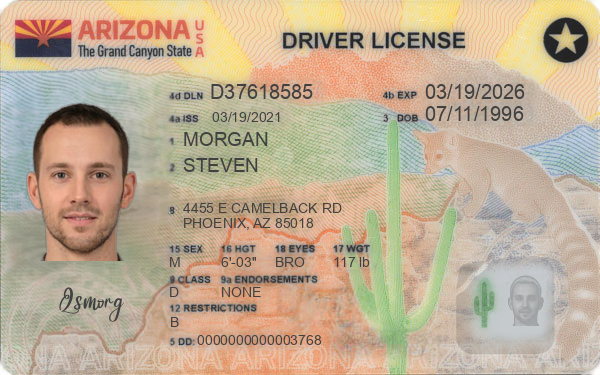 ARIZONA USA
The Grand Canyon State
DRIVER LICENSE
4d DLN D37618585 4b EXP 03/19/2026
4a ISS 03/19/2021 3 DOB 07/11/1996
1 MORGAN
2 STEVEN
8 4455 E CAMELBACK RD
PHOENIX, AZ 85018
15 SEX 16 HGT 18 EYES 17 WGT
M 6'-03" BRO 117 lb
9 CLASS 9a ENDORSEMENTS
D NONE
12 RESTRICTIONS
B
5 DD: 0000000000003768
ARIZONA ARIZONA ARIZONA ARIZONA